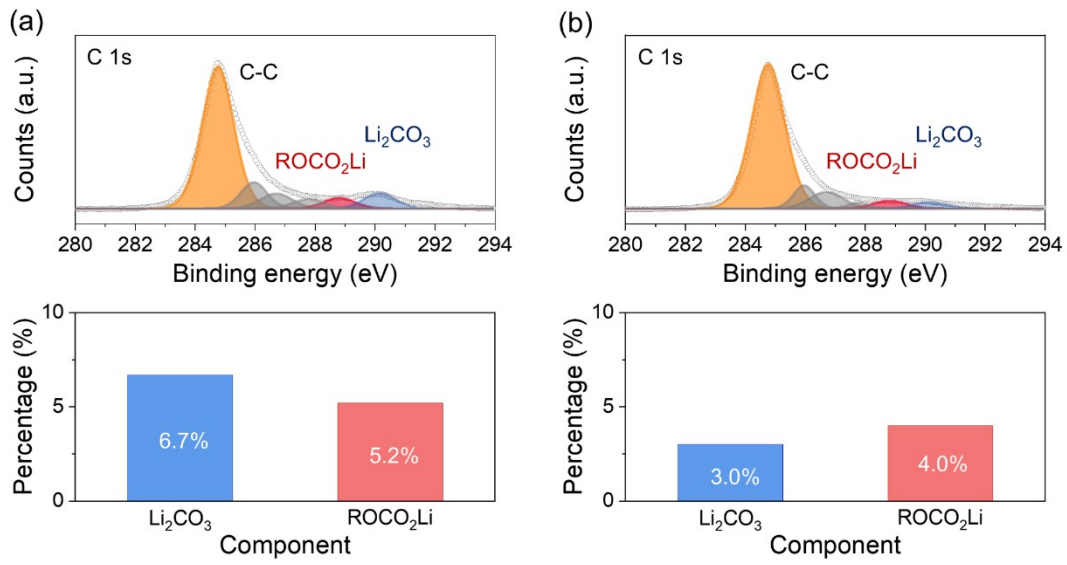 (a)
C 1s
C-C
Li₂CO₃
ROCO₂Li
Counts (a.u.)
280 282 284 286 288 290 292 294
Binding energy (eV)
(b)
C 1s
C-C
Li₂CO₃
ROCO₂Li
Counts (a.u.)
280 282 284 286 288 290 292 294
Binding energy (eV)
10
5
0
Percentage (%)
6.7%
5.2%
Li₂CO₃ ROCO₂Li
Component
10
5
0
Percentage (%)
3.0%
4.0%
Li₂CO₃ ROCO₂Li
Component